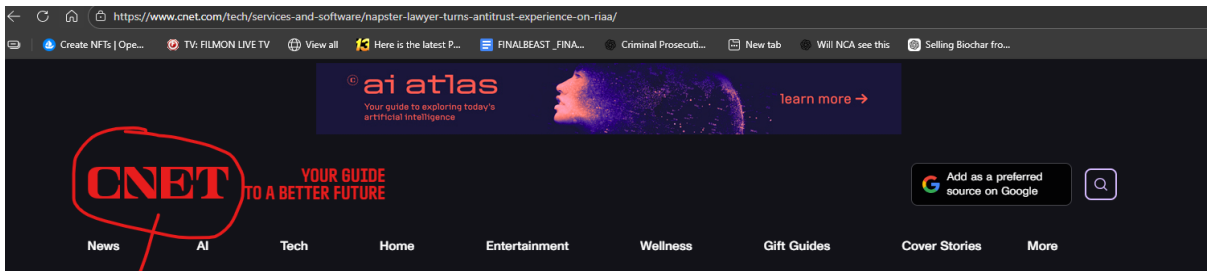 https://www.cnet.com/tech/services-and-software/napster-lawyer-turns-antitrust-experience-on-riaa/
Create NFTs | Ope... TV: FILMON LIVE TV View all Here is the latest P... FINALBEAST_FINA... Criminal Prosecuti... New tab Will NCA see this Selling Biochar fro...
© ai atlas
Your guide to exploring today's
artificial intelligence
learn more →
CNET
YOUR GUIDE
TO A BETTER FUTURE
Add as a preferred
source on Google
News AI Tech Home Entertainment Wellness Gift Guides Cover Stories More